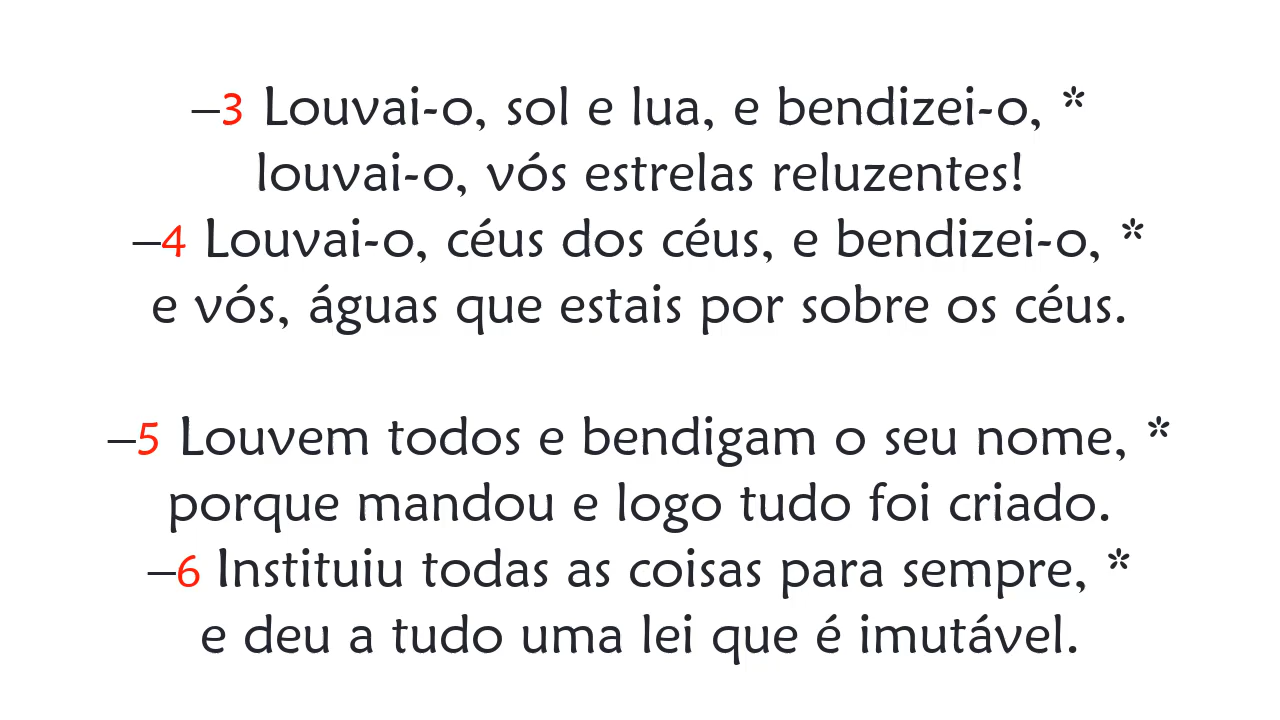 –3 Louvai-o, sol e lua, e bendizei-o, *
louvai-o, vós estrelas reluzentes!
–4 Louvai-o, céus dos céus, e bendizei-o, *
e vós, águas que estais por sobre os céus.
–5 Louvem todos e bendigam o seu nome, *
porque mandou e logo tudo foi criado.
–6 Instituiu todas as coisas para sempre, *
e deu a tudo uma lei que é imutável.